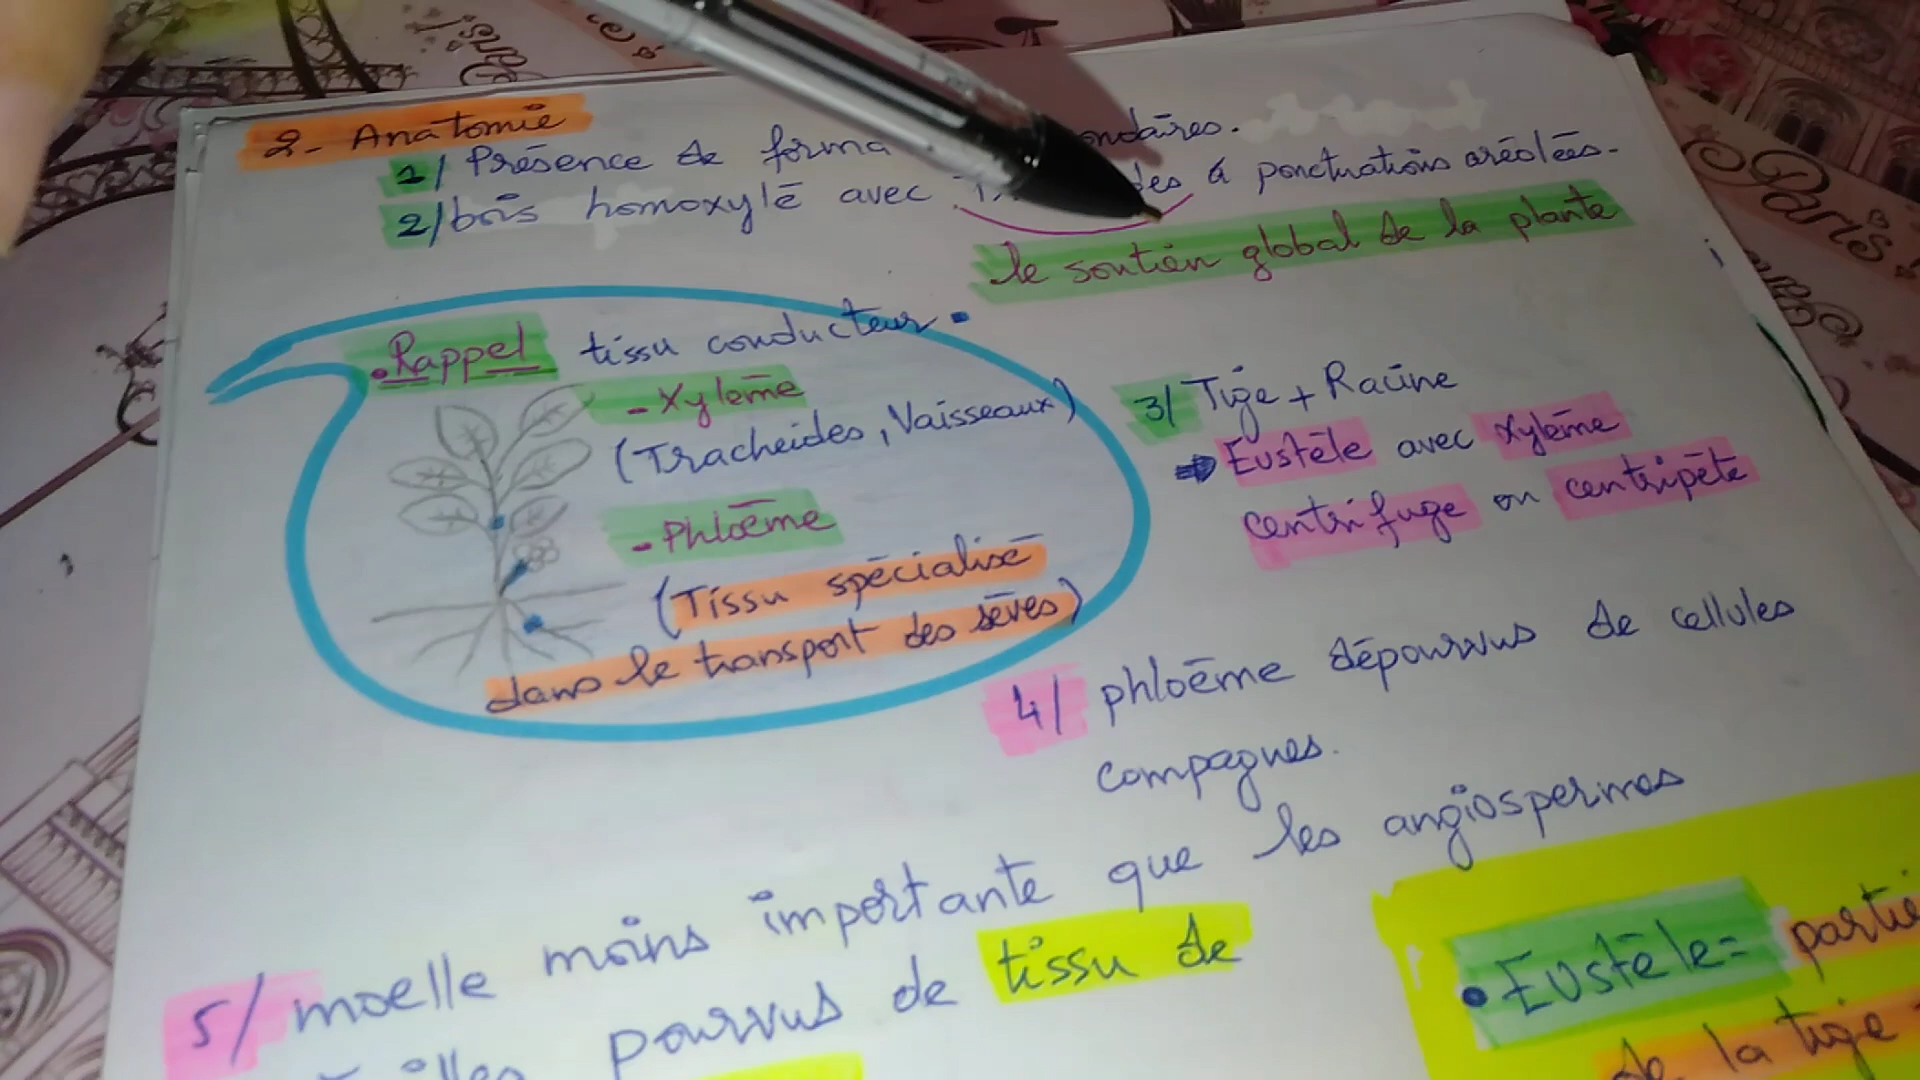 2- Anatomie
1/ Présence de forma ondaires.
2/ bois homoxylé avec des à ponctuations aréolées.
le soutien global de la plante
• Rappel tissu conducteur.
- Xylème
(Tracheides, Vaisseaux)
- Phloème
(Tissu spécialisé
dans le transport des sèves)
3/ Tige + Racine
Eustèle avec xylème
centrifuge ou centripète
4/ phloème dépourvus de cellules
compagnes.
5/ moelle moins importante que les angiospermes
pourvus de tissu de
• Eustèle= partie
de la tige
Paris